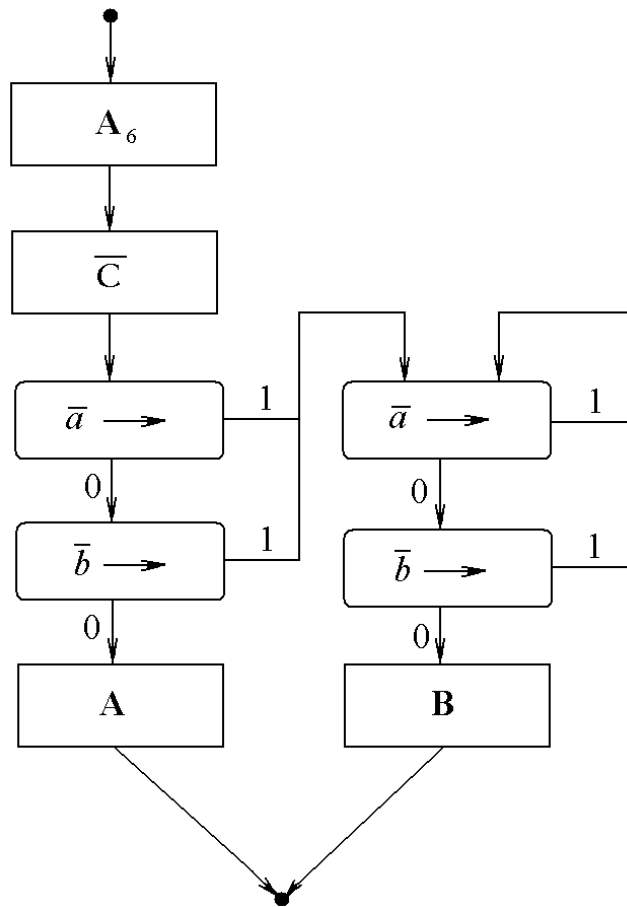 A₆
C̅
a̅ → 1
0
b̅ → 1
0
A
a̅ → 1
0
b̅ → 1
0
B